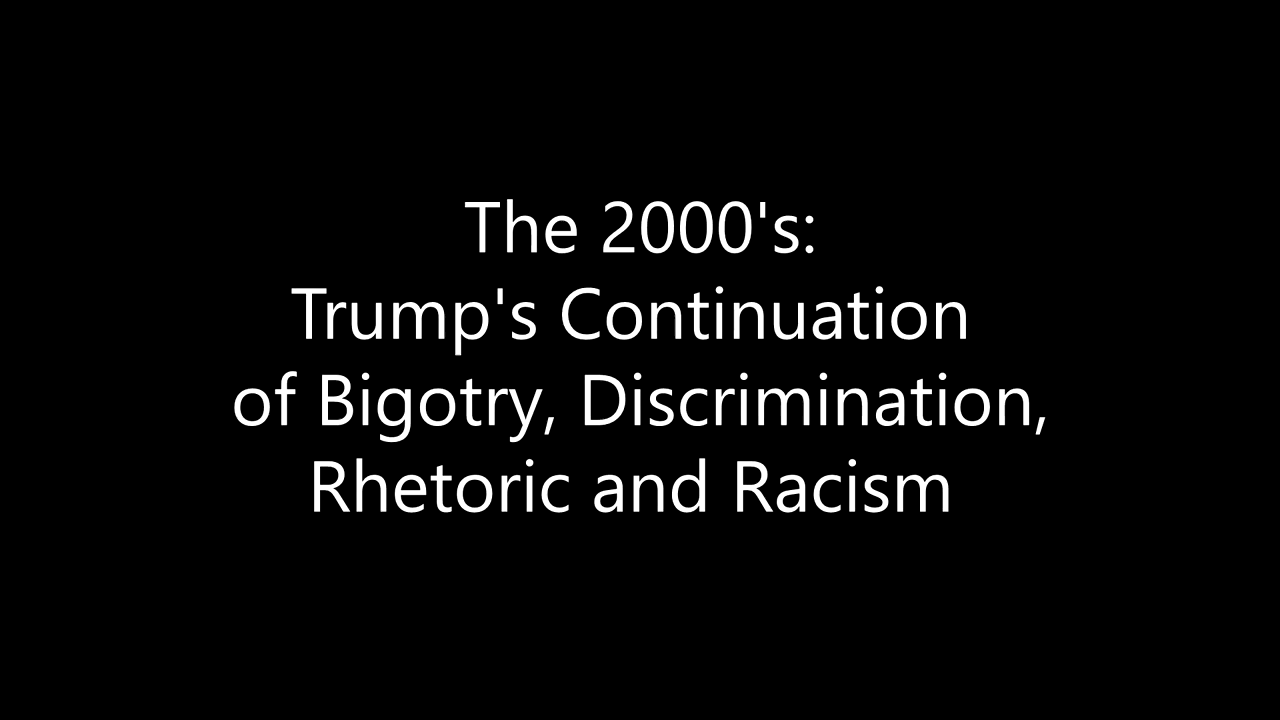 The 2000's:
Trump's Continuation
of Bigotry, Discrimination,
Rhetoric and Racism